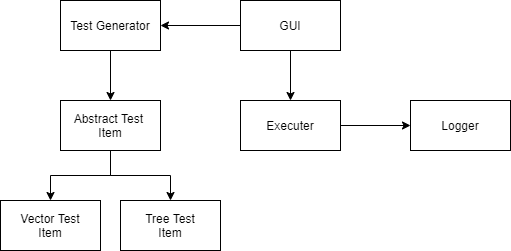 Test Generator
GUI
Abstract Test
Item
Executer
Logger
Vector Test
Item
Tree Test
Item